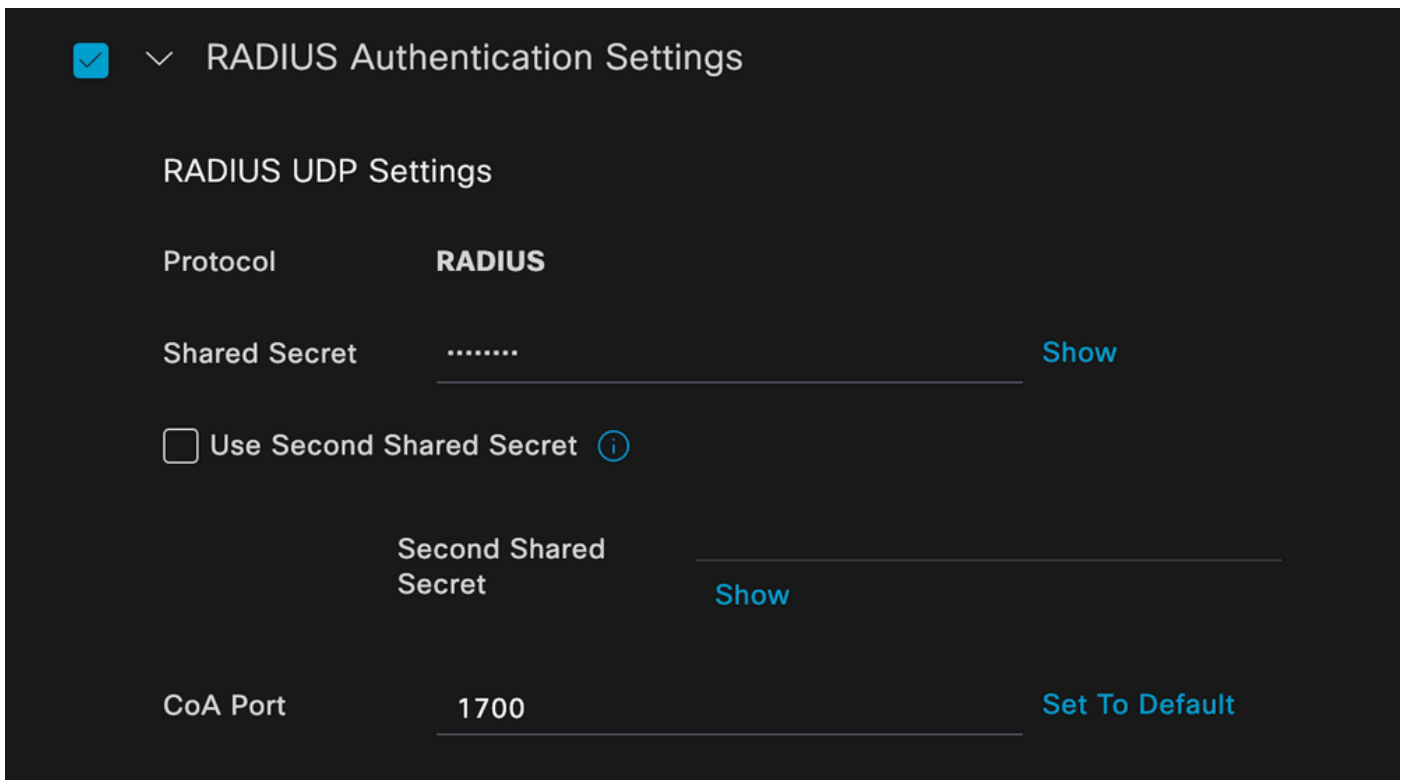 RADIUS Authentication Settings
RADIUS UDP Settings
Protocol RADIUS
Shared Secret ········ Show
Use Second Shared Secret
Second Shared
Secret
Show
CoA Port 1700 Set To Default